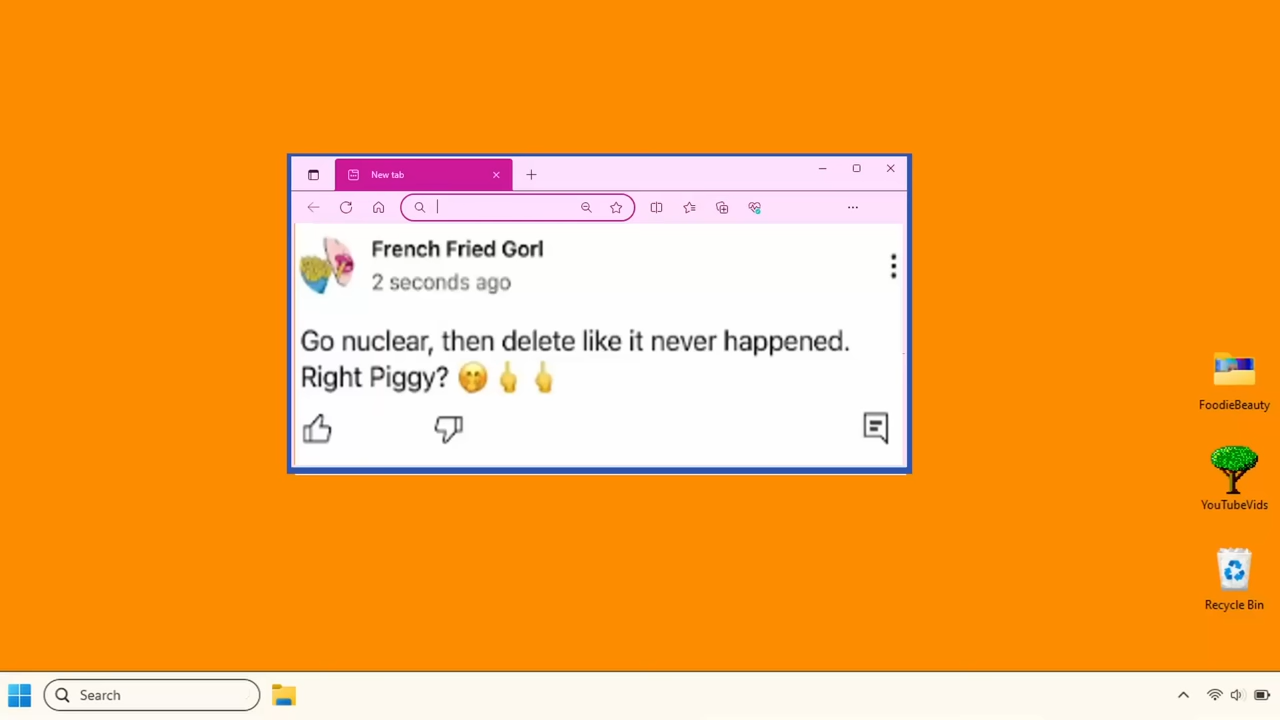 New tab
French Fried Gorl
2 seconds ago
Go nuclear, then delete like it never happened.
Right Piggy? 🤭🖕🖕
FoodieBeauty
YouTubeVids
Recycle Bin
Search